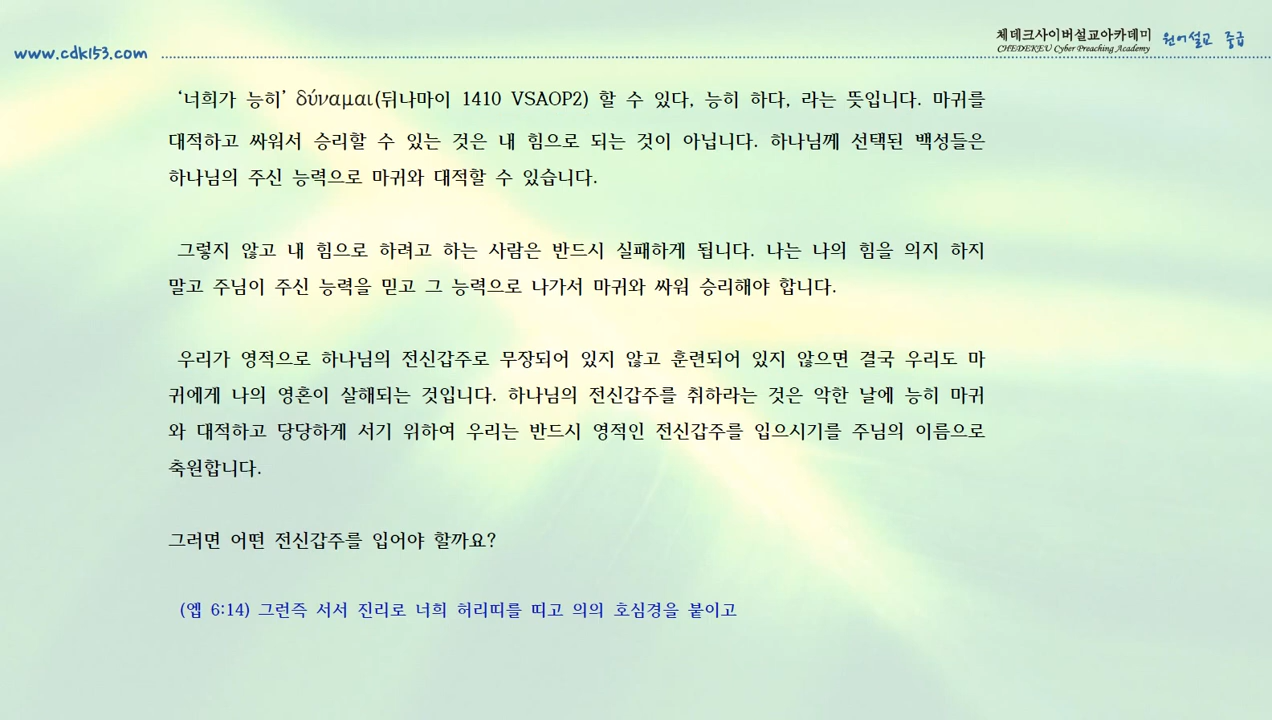 www.cdk153.com
체데크사이버설교아카데미
CHEDEKEU Cyber Preaching Academy
원어설교 중급
‘너희가 능히’ δύναμαι(뒤나마이 1410 VSAOP2) 할 수 있다, 능히 하다, 라는 뜻입니다. 마귀를
대적하고 싸워서 승리할 수 있는 것은 내 힘으로 되는 것이 아닙니다. 하나님께 선택된 백성들은
하나님의 주신 능력으로 마귀와 대적할 수 있습니다.
그렇지 않고 내 힘으로 하려고 하는 사람은 반드시 실패하게 됩니다. 나는 나의 힘을 의지 하지
말고 주님이 주신 능력을 믿고 그 능력으로 나가서 마귀와 싸워 승리해야 합니다.
우리가 영적으로 하나님의 전신갑주로 무장되어 있지 않고 훈련되어 있지 않으면 결국 우리도 마
귀에게 나의 영혼이 살해되는 것입니다. 하나님의 전신갑주를 취하라는 것은 악한 날에 능히 마귀
와 대적하고 당당하게 서기 위하여 우리는 반드시 영적인 전신갑주를 입으시기를 주님의 이름으로
축원합니다.
그러면 어떤 전신갑주를 입어야 할까요?
(엡 6:14) 그런즉 서서 진리로 너희 허리띠를 띠고 의의 호심경을 붙이고